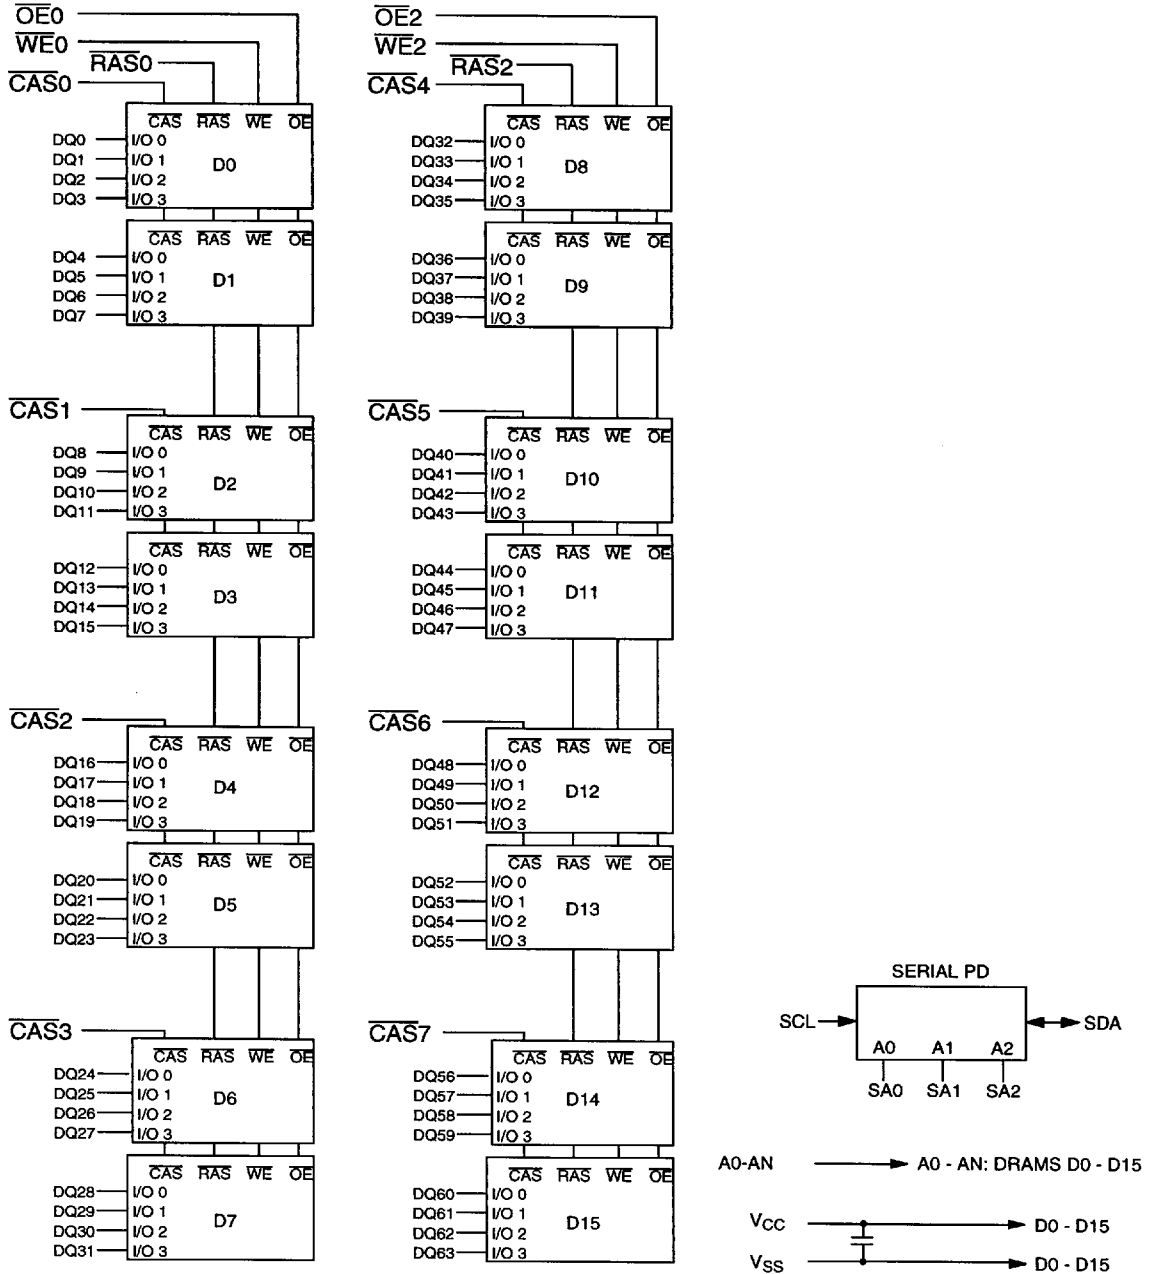 OE0
WE0
RAS0
CAS0
CAS RAS WE OE
DQ0 I/O 0
DQ1 I/O 1
D0
DQ2 I/O 2
DQ3 I/O 3
CAS RAS WE OE
DQ4 I/O 0
DQ5 I/O 1
D1
DQ6 I/O 2
DQ7 I/O 3
CAS1
CAS RAS WE OE
DQ8 I/O 0
DQ9 I/O 1
D2
DQ10 I/O 2
DQ11 I/O 3
CAS RAS WE OE
DQ12 I/O 0
DQ13 I/O 1
D3
DQ14 I/O 2
DQ15 I/O 3
CAS2
CAS RAS WE OE
DQ16 I/O 0
DQ17 I/O 1
D4
DQ18 I/O 2
DQ19 I/O 3
CAS RAS WE OE
DQ20 I/O 0
DQ21 I/O 1
D5
DQ22 I/O 2
DQ23 I/O 3
CAS3
CAS RAS WE OE
DQ24 I/O 0
DQ25 I/O 1
D6
DQ26 I/O 2
DQ27 I/O 3
CAS RAS WE OE
DQ28 I/O 0
DQ29 I/O 1
D7
DQ30 I/O 2
DQ31 I/O 3
OE2
WE2
RAS2
CAS4
CAS RAS WE OE
DQ32 I/O 0
DQ33 I/O 1
D8
DQ34 I/O 2
DQ35 I/O 3
CAS RAS WE OE
DQ36 I/O 0
DQ37 I/O 1
D9
DQ38 I/O 2
DQ39 I/O 3
CAS5
CAS RAS WE OE
DQ40 I/O 0
DQ41 I/O 1
D10
DQ42 I/O 2
DQ43 I/O 3
CAS RAS WE OE
DQ44 I/O 0
DQ45 I/O 1
D11
DQ46 I/O 2
DQ47 I/O 3
CAS6
CAS RAS WE OE
DQ48 I/O 0
DQ49 I/O 1
D12
DQ50 I/O 2
DQ51 I/O 3
CAS RAS WE OE
DQ52 I/O 0
DQ53 I/O 1
D13
DQ54 I/O 2
DQ55 I/O 3
CAS7
CAS RAS WE OE
DQ56 I/O 0
DQ57 I/O 1
D14
DQ58 I/O 2
DQ59 I/O 3
CAS RAS WE OE
DQ60 I/O 0
DQ61 I/O 1
D15
DQ62 I/O 2
DQ63 I/O 3
SERIAL PD
SCL SDA
A0 A1 A2
SA0 SA1 SA2
A0-AN A0 - AN: DRAMS D0 - D15
VCC D0 - D15
VSS D0 - D15